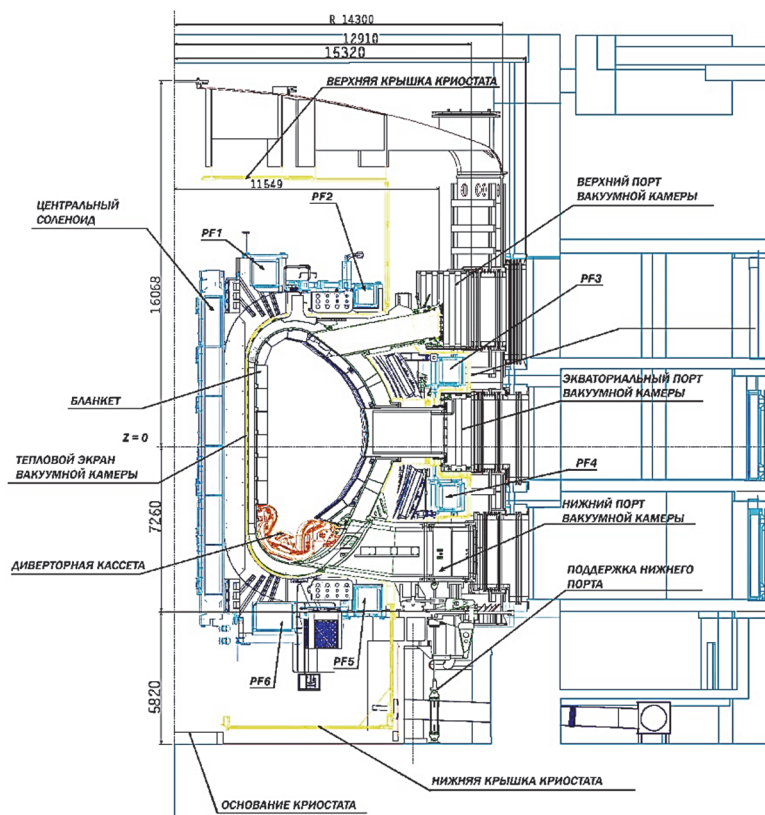 R 14300
12910
15320
ВЕРХНЯЯ КРЫШКА КРИОСТАТА
11549
ВЕРХНИЙ ПОРТ
ВАКУУМНОЙ КАМЕРЫ
ЦЕНТРАЛЬНЫЙ
СОЛЕНОИД
PF2
PF1
PF3
16068
ЭКВАТОРИАЛЬНЫЙ ПОРТ
ВАКУУМНОЙ КАМЕРЫ
БЛАНКЕТ
Z = 0
ТЕПЛОВОЙ ЭКРАН
ВАКУУМНОЙ КАМЕРЫ
PF4
7260
НИЖНИЙ ПОРТ
ВАКУУМНОЙ КАМЕРЫ
ДИВЕРТОРНАЯ КАССЕТА
ПОДДЕРЖКА НИЖНЕГО
ПОРТА
PF5
PF6
5820
НИЖНЯЯ КРЫШКА КРИОСТАТА
ОСНОВАНИЕ КРИОСТАТА